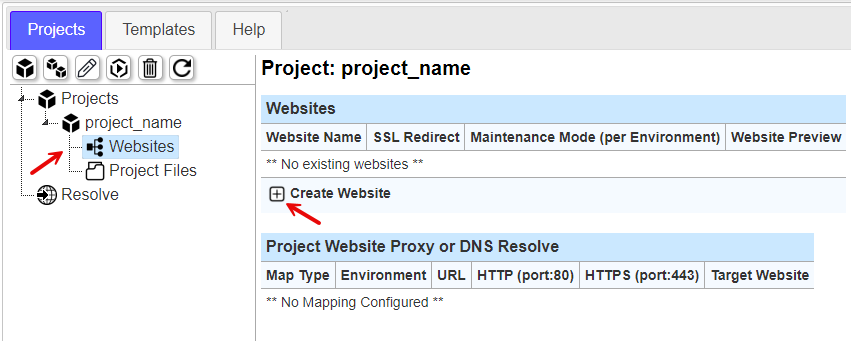 Projects Templates Help
Project: project_name
Projects
project_name
Websites
Project Files
Resolve
Websites
Website Name SSL Redirect Maintenance Mode (per Environment) Website Preview
** No existing websites **
Create Website
Project Website Proxy or DNS Resolve
Map Type Environment URL HTTP (port:80) HTTPS (port:443) Target Website
** No Mapping Configured **